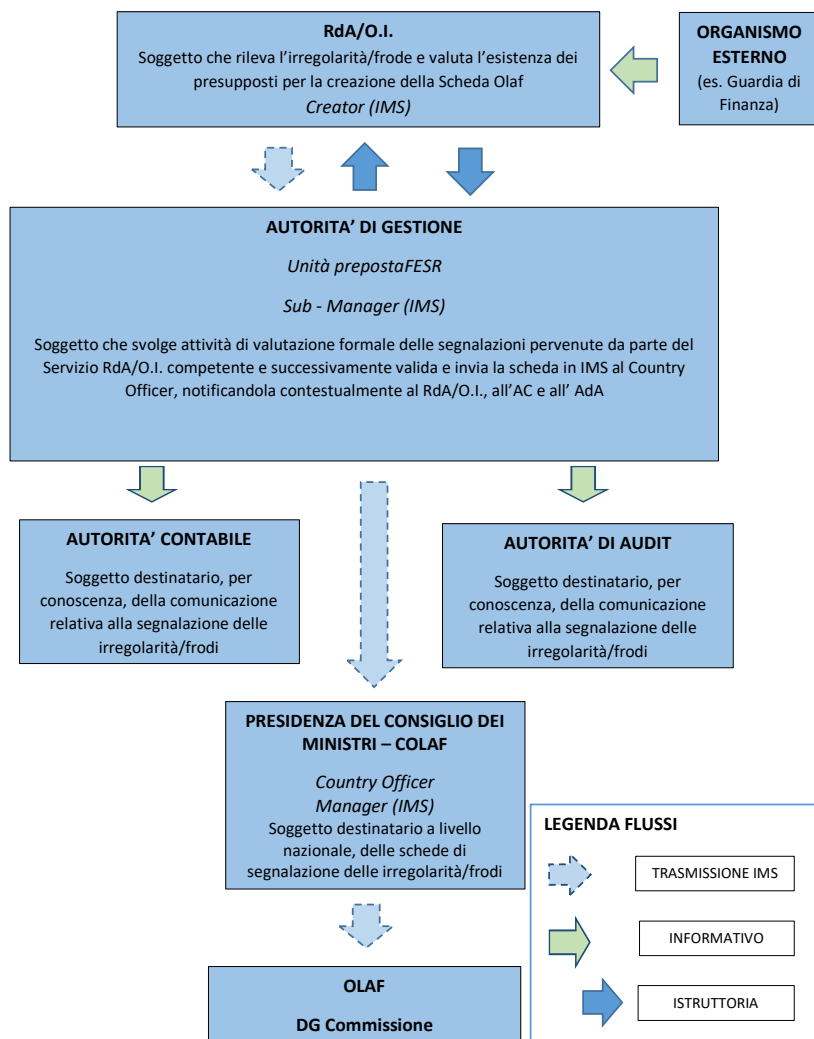 RdA/O.I.
Soggetto che rileva l'irregolarità/frode e valuta l'esistenza dei
presupposti per la creazione della Scheda Olaf
Creator (IMS)
ORGANISMO
ESTERNO
(es. Guardia di
Finanza)
AUTORITA' DI GESTIONE
Unità prepostaFESR
Sub - Manager (IMS)
Soggetto che svolge attività di valutazione formale delle segnalazioni pervenute da parte del
Servizio RdA/O.I. competente e successivamente valida e invia la scheda in IMS al Country
Officer, notificandola contestualmente al RdA/O.I., all'AC e all' AdA
AUTORITA' CONTABILE
Soggetto destinatario, per
conoscenza, della comunicazione
relativa alla segnalazione delle
irregolarità/frodi
AUTORITA' DI AUDIT
Soggetto destinatario, per
conoscenza, della comunicazione
relativa alla segnalazione delle
irregolarità/frodi
PRESIDENZA DEL CONSIGLIO DEI
MINISTRI – COLAF
Country Officer
Manager (IMS)
Soggetto destinatario a livello
nazionale, delle schede di
segnalazione delle irregolarità/frodi
OLAF
DG Commissione
LEGENDA FLUSSI
TRASMISSIONE IMS
INFORMATIVO
ISTRUTTORIA